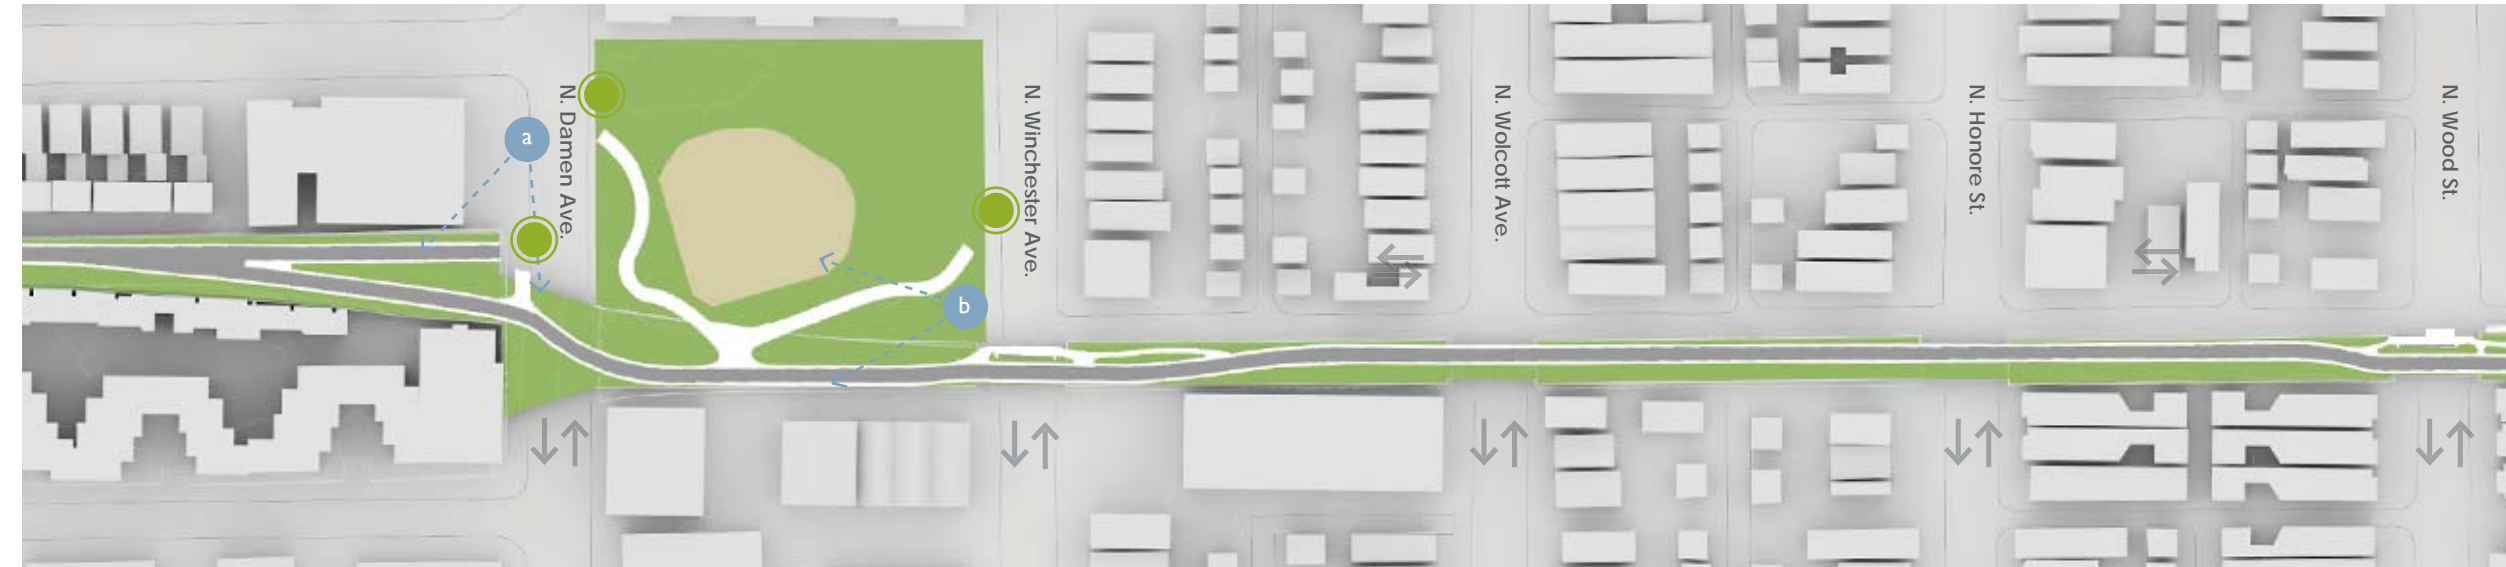 N. Damen Ave.
N. Winchester Ave.
N. Wolcott Ave.
N. Honore St.
N. Wood St.
a
b